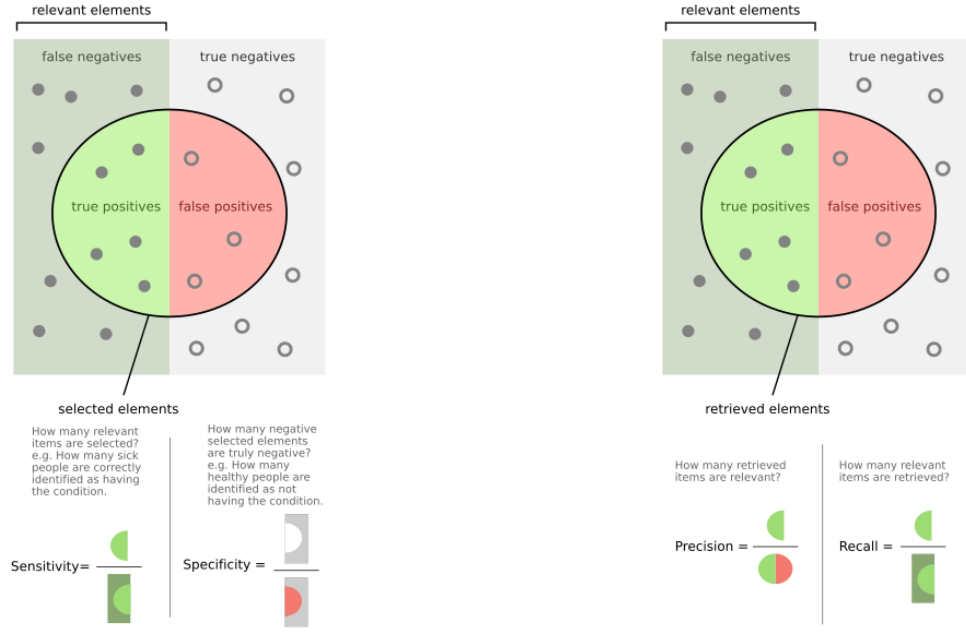 relevant elements
false negatives
true negatives
true positives
false positives
selected elements
How many relevant
items are selected?
e.g. How many sick
people are correctly
identified as having
the condition.
How many negative
selected elements
are truly negative?
e.g. How many
healthy people are
identified as not
having the condition.
Sensitivity=
Specificity =
relevant elements
false negatives
true negatives
true positives
false positives
retrieved elements
How many retrieved
items are relevant?
How many relevant
items are retrieved?
Precision =
Recall =